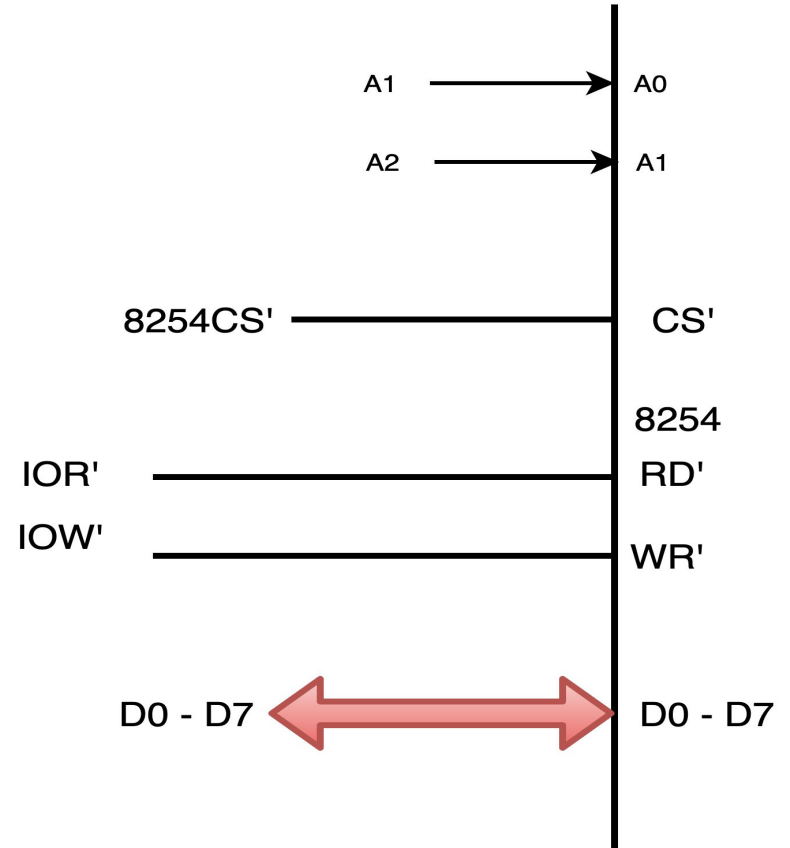 A1 A0
A2 A1
8254CS' CS'
8254
IOR' RD'
IOW' WR'
D0 - D7 D0 - D7